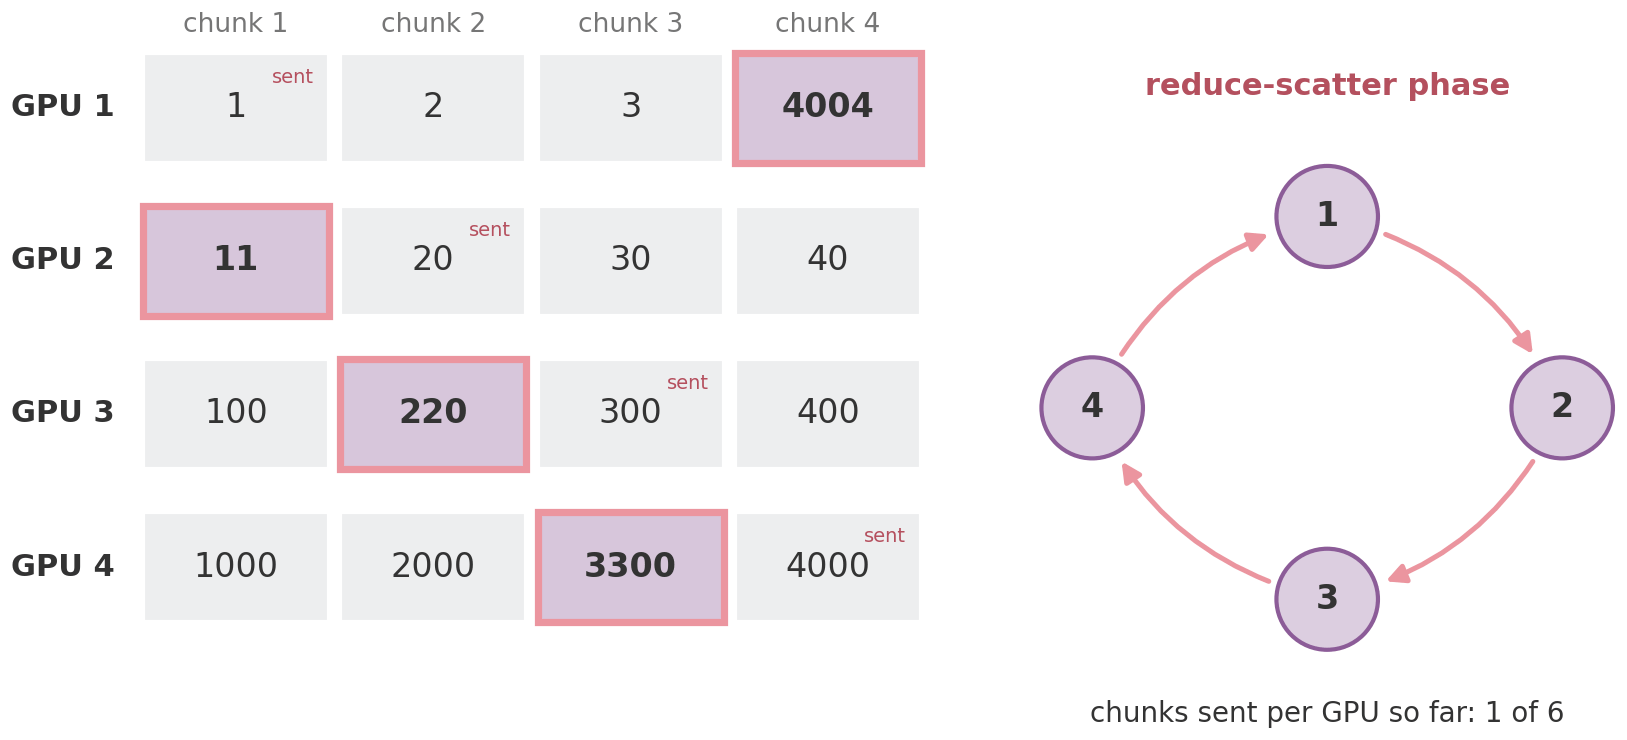 chunk 1 chunk 2 chunk 3 chunk 4
GPU 1 1 sent 2 3 4004
GPU 2 11 20 sent 30 40
GPU 3 100 220 300 sent 400
GPU 4 1000 2000 3300 4000 sent
reduce-scatter phase
1
4 2
3
chunks sent per GPU so far: 1 of 6